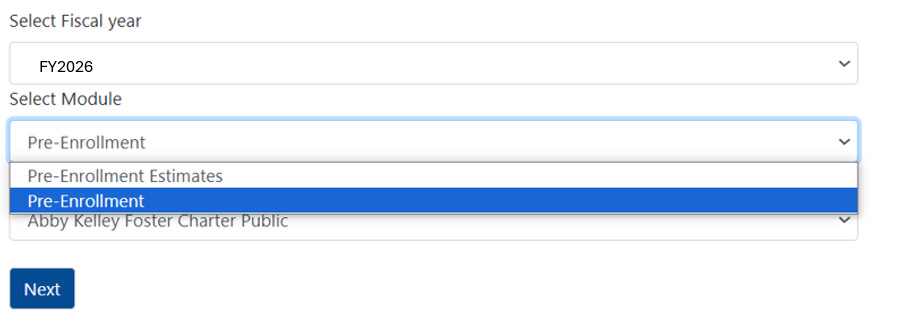 Select Fiscal year
FY2026
Select Module
Pre-Enrollment
Pre-Enrollment Estimates
Pre-Enrollment
Abby Kelley Foster Charter Public
Next